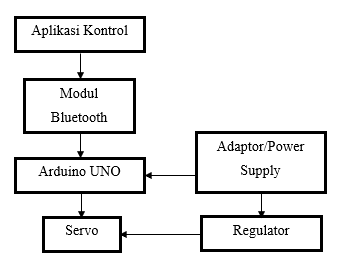 Aplikasi Kontrol
Modul
Bluetooth
Arduino UNO
Adaptor/Power
Supply
Servo
Regulator